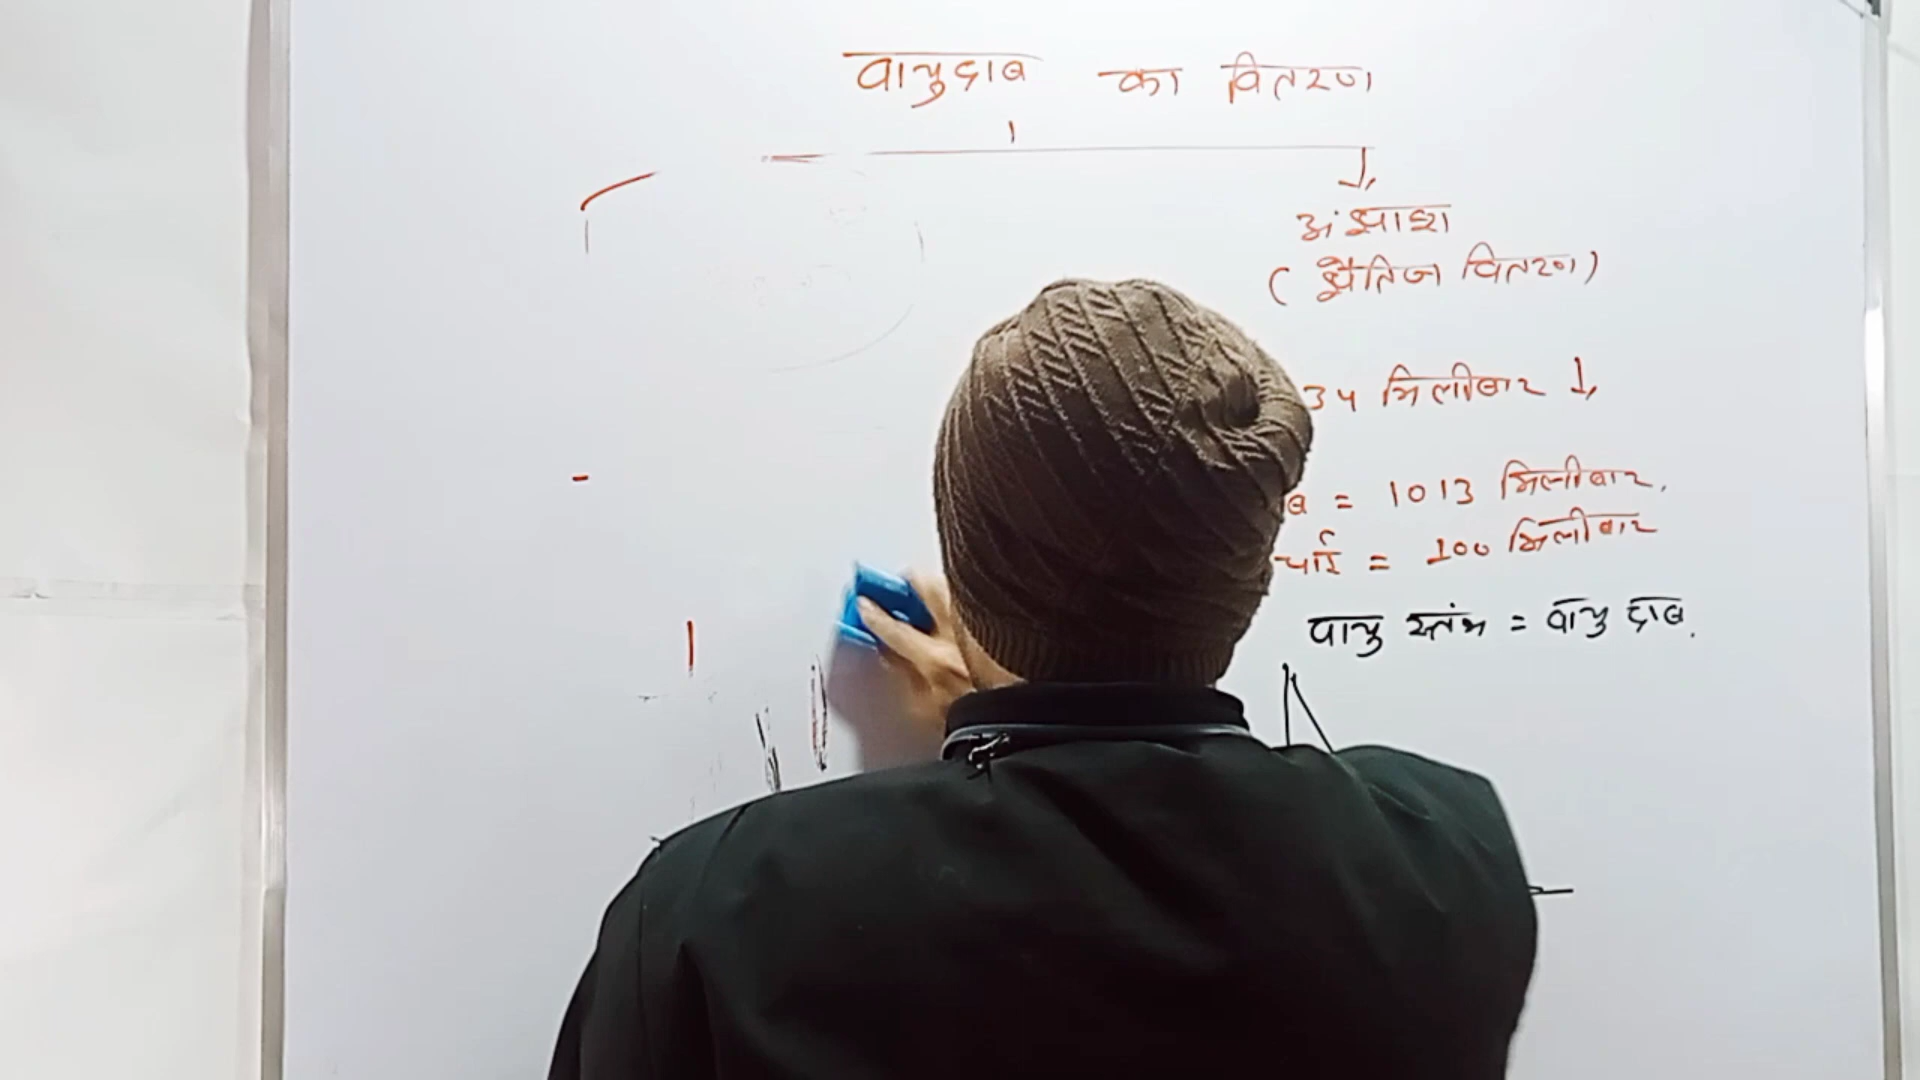 वायुदाब का वितरण
अंक्षाश
( क्षैतिज वितरण )
34 मिलीबार ↓
ब = 1013 मिलीबार.
चाई = 100 मिलीबार
वायु स्तंभ = वायु दाब.